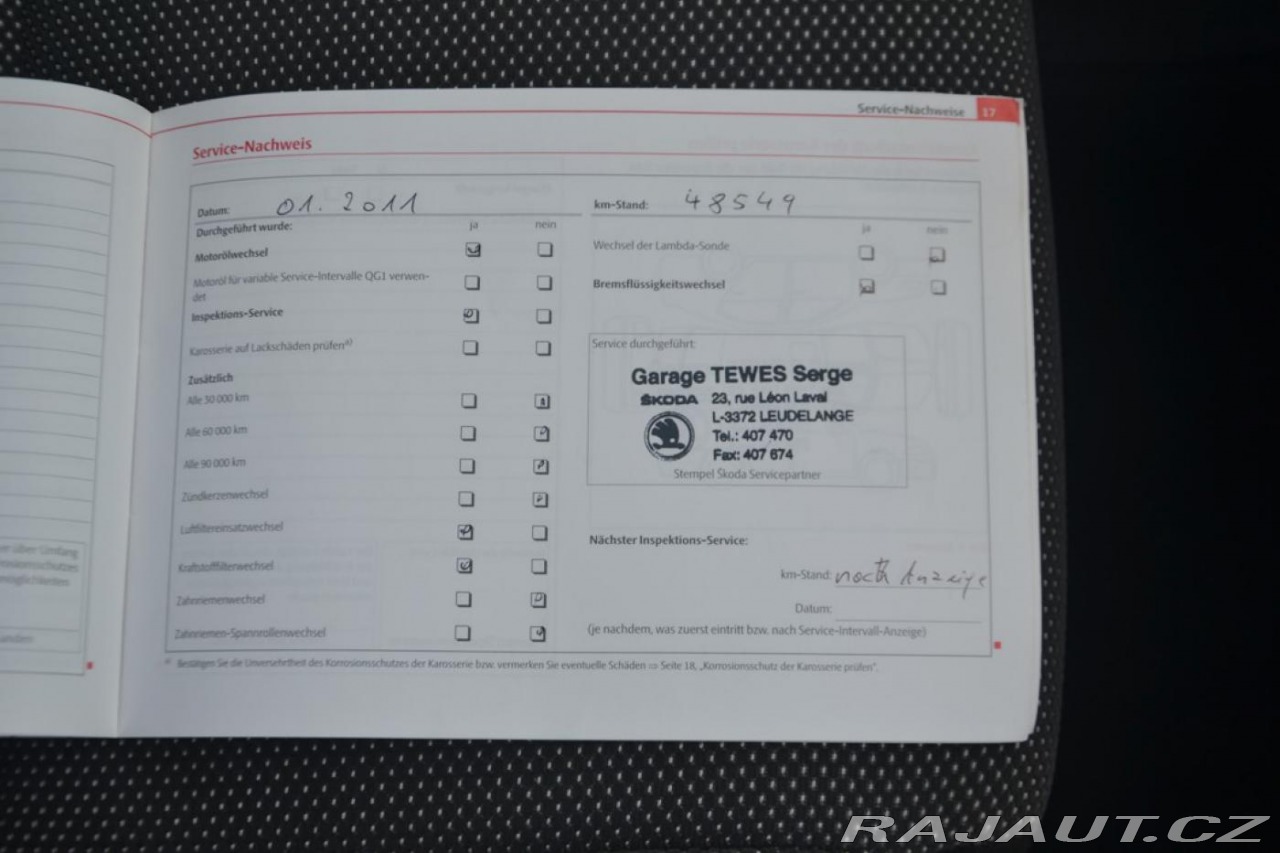 Service-Nachweise 17
Service-Nachweis
Datum: 01. 2011
km-Stand: 48549
Durchgeführt wurde: ja nein
Motorölwechsel
Motoröl für variable Service-Intervalle QG1 verwen-
det
Inspektions-Service
Karosserie auf Lackschäden prüfen a)
Zusätzlich
Alle 30 000 km
Alle 60 000 km
Alle 90 000 km
Zündkerzenwechsel
Luftfiltereinsatzwechsel
Kraftstofffilterwechsel
Zahnriemenwechsel
Zahnriemen-Spannrollenwechsel
ja nein
Wechsel der Lambda-Sonde
Bremsflüssigkeitswechsel
Service durchgeführt:
Garage TEWES Serge
ŠKODA 23, rue Léon Laval
L-3372 LEUDELANGE
Tel.: 407 470
Fax: 407 674
Stempel Škoda Servicepartner
Nächster Inspektions-Service:
km-Stand: nach Anzeige
Datum:
(je nachdem, was zuerst eintritt bzw. nach Service-Intervall-Anzeige)
a) Bestätigen Sie die Unversehrtheit des Korrosionsschutzes der Karosserie bzw. vermerken Sie eventuelle Schäden ⇒ Seite 18, „Korrosionsschutz der Karosserie prüfen“.
er über Umfang
möglichkeiten
RAJAUT.CZ